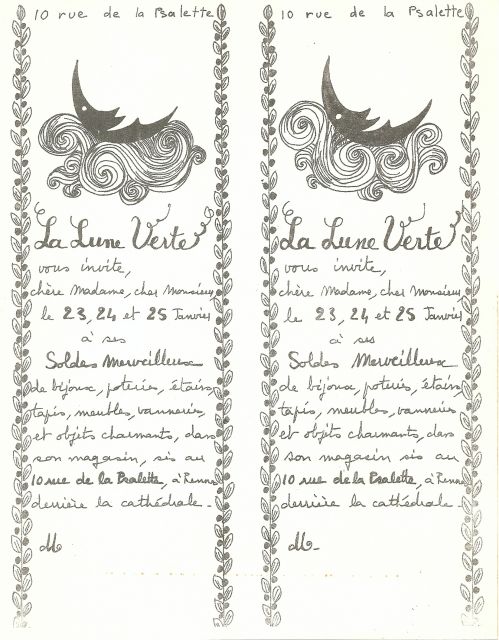 10 rue de la Psalette
La Lune Verte
vous invite,
chère Madame, cher Monsieur,
le 23, 24 et 25 Janvier
à ses
Soldes Merveilleux
de bijoux, poteries, étains,
tapis, meubles, vanneries,
et objets charmants, dans
son magasin, sis au
10 rue de la Psalette, à Rennes
derrière la cathédrale -
10 rue de la Psalette
La Lune Verte
vous invite,
chère Madame, cher Monsieur,
le 23, 24 et 25 Janvier
à ses
Soldes Merveilleux
de bijoux, poteries, étains,
tapis, meubles, vanneries,
et objets charmants, dans
son magasin sis au
10 rue de la Psalette, à Rennes
derrière la cathédrale -